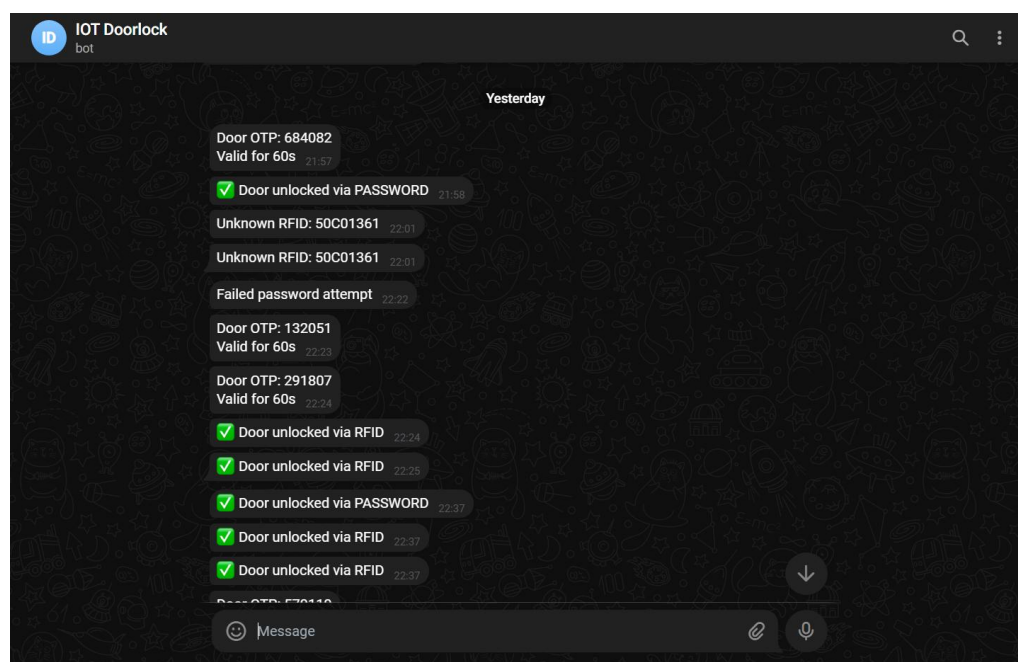 ID
IOT Doorlock
bot
Yesterday
Door OTP: 684082
Valid for 60s 21:57
✅ Door unlocked via PASSWORD 21:58
Unknown RFID: 50C01361 22:01
Unknown RFID: 50C01361 22:01
Failed password attempt 22:22
Door OTP: 132051
Valid for 60s 22:23
Door OTP: 291807
Valid for 60s 22:24
✅ Door unlocked via RFID 22:24
✅ Door unlocked via RFID 22:25
✅ Door unlocked via PASSWORD 22:37
✅ Door unlocked via RFID 22:37
✅ Door unlocked via RFID 22:37
Door OTP:
Message